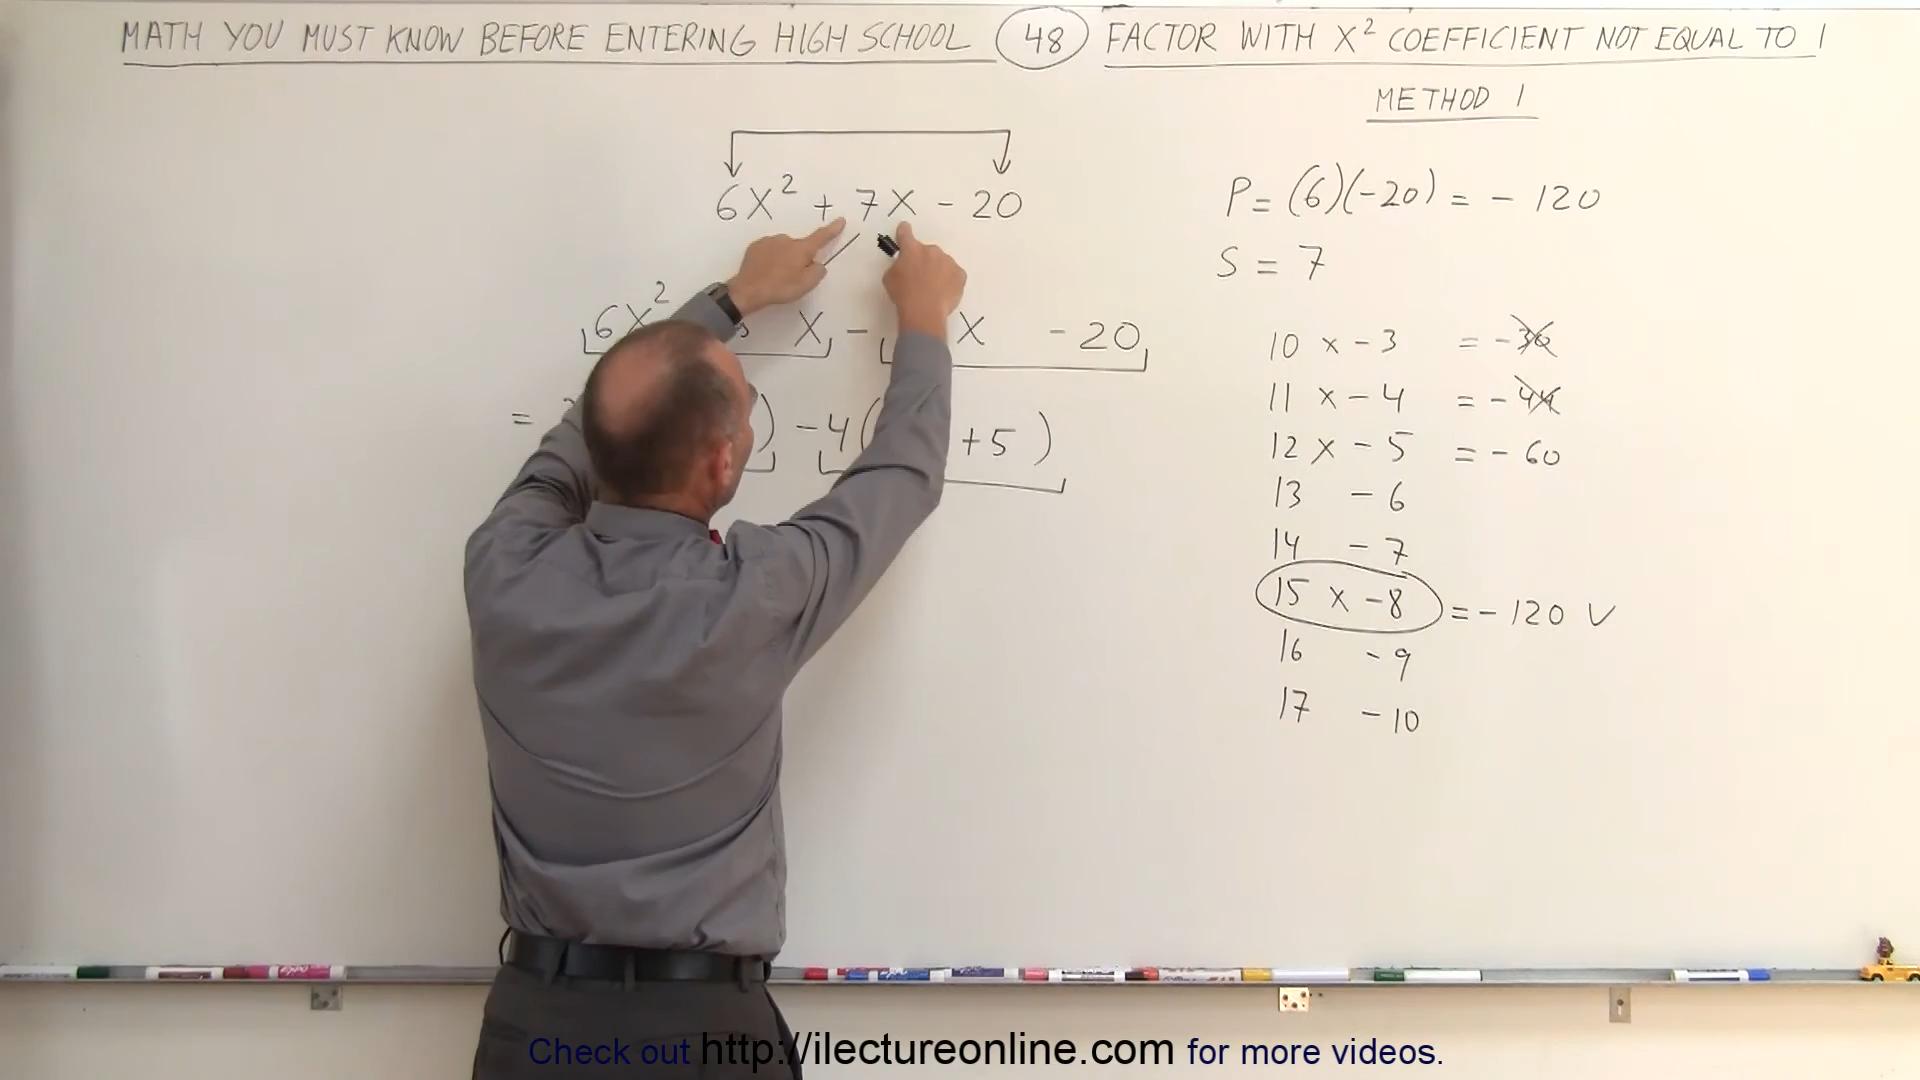 MATH YOU MUST KNOW BEFORE ENTERING HIGH SCHOOL 48 FACTOR WITH X² COEFFICIENT NOT EQUAL TO 1
METHOD 1
6X² + 7X - 20
6X² X - X - 20
= ) - 4( + 5 )
P = (6)(-20) = - 120
S = 7
10 x - 3 = - 30
11 x - 4 = - 44
12 x - 5 = - 60
13 - 6
14 - 7
15 x - 8 = - 120 V
16 - 9
17 - 10
Check out http://ilectureonline.com for more videos.